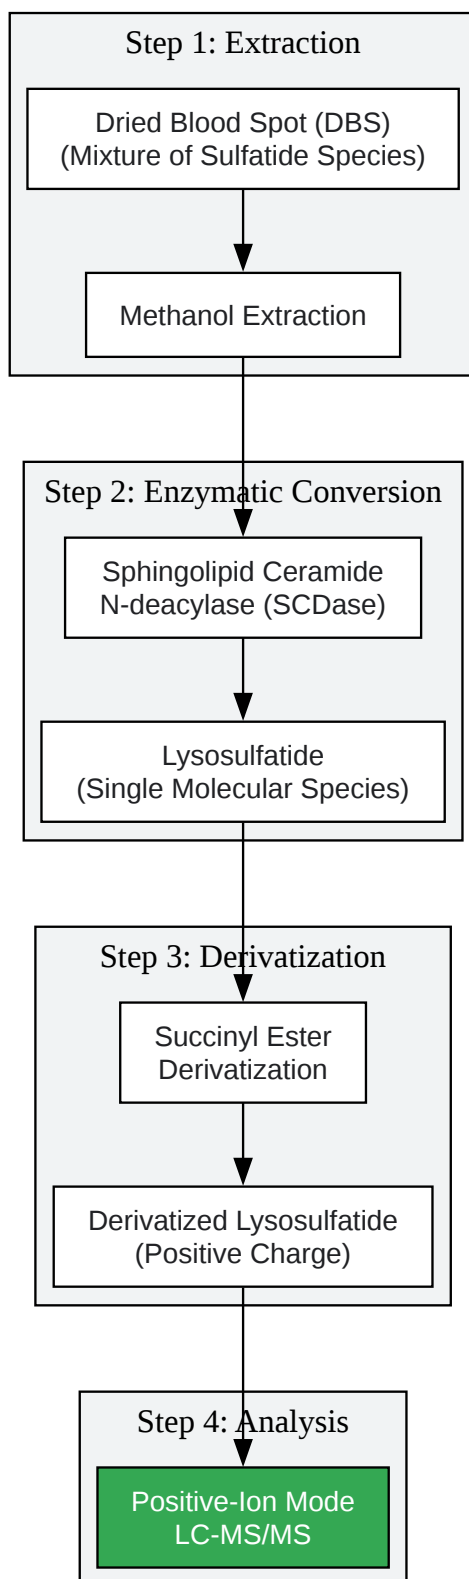 Step 1: Extraction
Dried Blood Spot (DBS)
(Mixture of Sulfatide Species)
Methanol Extraction
Step 2: Enzymatic Conversion
Sphingolipid Ceramide
N-deacylase (SCDase)
Lysosulfatide
(Single Molecular Species)
Step 3: Derivatization
Succinyl Ester
Derivatization
Derivatized Lysosulfatide
(Positive Charge)
Step 4: Analysis
Positive-Ion Mode
LC-MS/MS